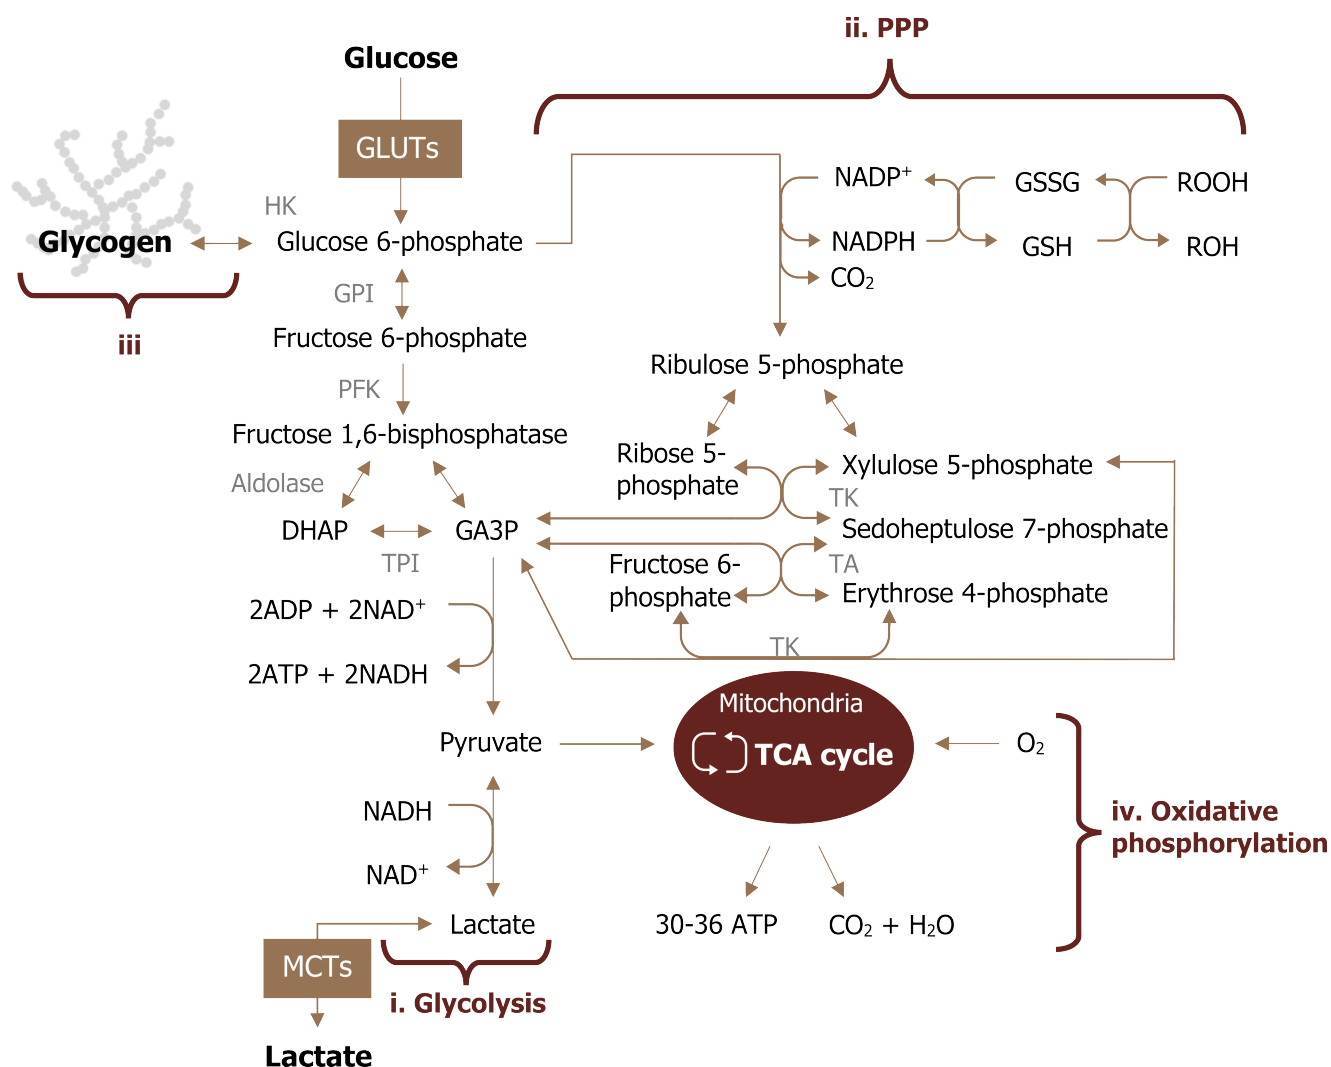 ii. PPP
Glucose
GLUTs
NADP⁺
GSSG
ROOH
HK
Glycogen
Glucose 6-phosphate
NADPH
GSH
ROH
CO₂
GPI
iii
Fructose 6-phosphate
Ribulose 5-phosphate
PFK
Fructose 1,6-bisphosphatase
Ribose 5-
phosphate
Xylulose 5-phosphate
Aldolase
TK
DHAP
GA3P
Sedoheptulose 7-phosphate
TPI
Fructose 6-
phosphate
TA
Erythrose 4-phosphate
2ADP + 2NAD⁺
TK
2ATP + 2NADH
Mitochondria
Pyruvate
TCA cycle
O₂
NADH
iv. Oxidative
phosphorylation
NAD⁺
Lactate
30-36 ATP
CO₂ + H₂O
MCTs
i. Glycolysis
Lactate